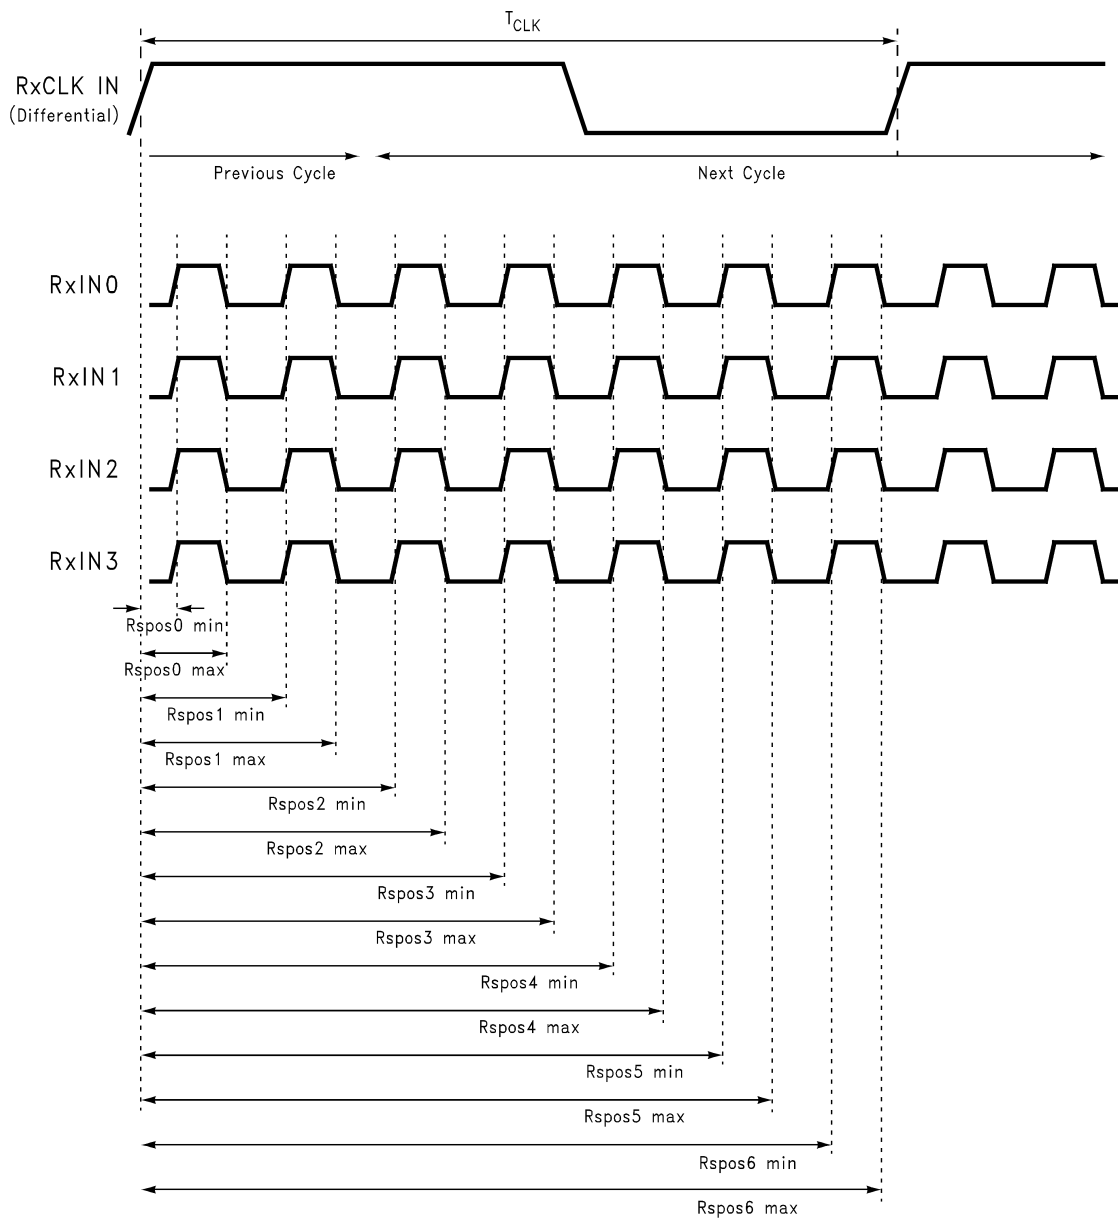 TCLK
RxCLK IN
(Differential)
Previous Cycle
Next Cycle
RxIN0
RxIN1
RxIN2
RxIN3
Rspos0 min
Rspos0 max
Rspos1 min
Rspos1 max
Rspos2 min
Rspos2 max
Rspos3 min
Rspos3 max
Rspos4 min
Rspos4 max
Rspos5 min
Rspos5 max
Rspos6 min
Rspos6 max